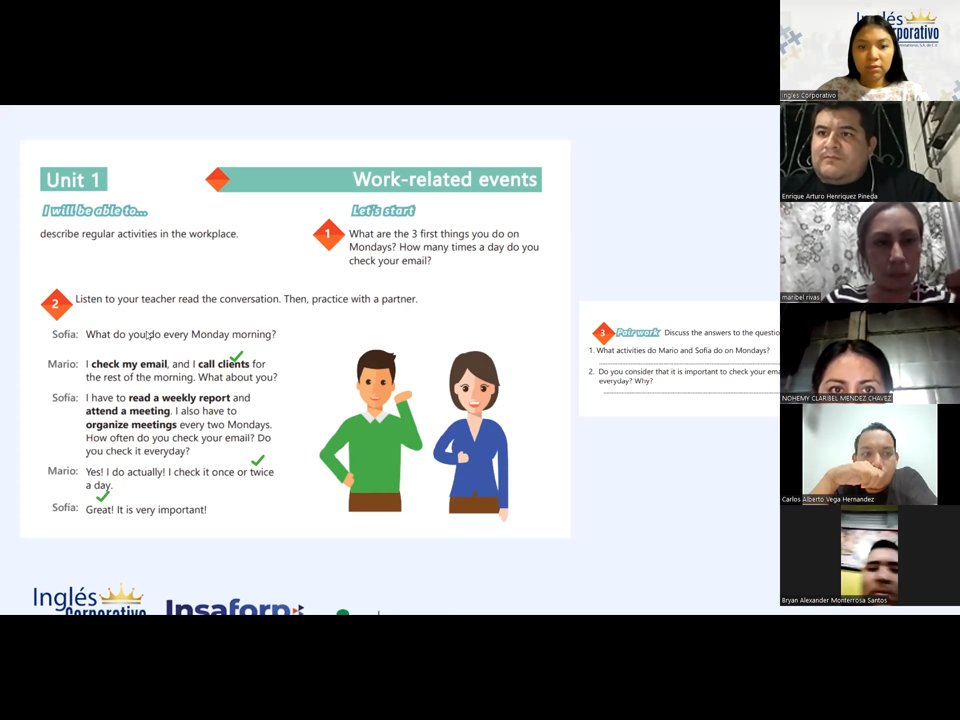 Unit 1
Work-related events
I will be able to...
Let's start
describe regular activities in the workplace.
1
What are the 3 first things you do on
Mondays? How many times a day do you
check your email?
2
Listen to your teacher read the conversation. Then, practice with a partner.
Sofía: What do you do every Monday morning?
Mario: I check my email, and I call clients for
the rest of the morning. What about you?
Sofía: I have to read a weekly report and
attend a meeting. I also have to
organize meetings every two Mondays.
How often do you check your email? Do
you check it everyday?
Mario: Yes! I do actually! I check it once or twice
a day.
Sofía: Great! It is very important!
3
Pair work Discuss the answers to the questio
1. What activities do Mario and Sofía do on Mondays?
2. Do you consider that it is important to check your ema
everyday? Why?
Inglés
Corporativo
Insaforp
Inglés
Corporativo
Ingles Corporativo
Enrique Arturo Henriquez Pineda
maribel rivas
NOHEMY CLARIBEL MENDEZ CHAVEZ
Carlos Alberto Vega Hernandez
Bryan Alexander Monterrosa Santos